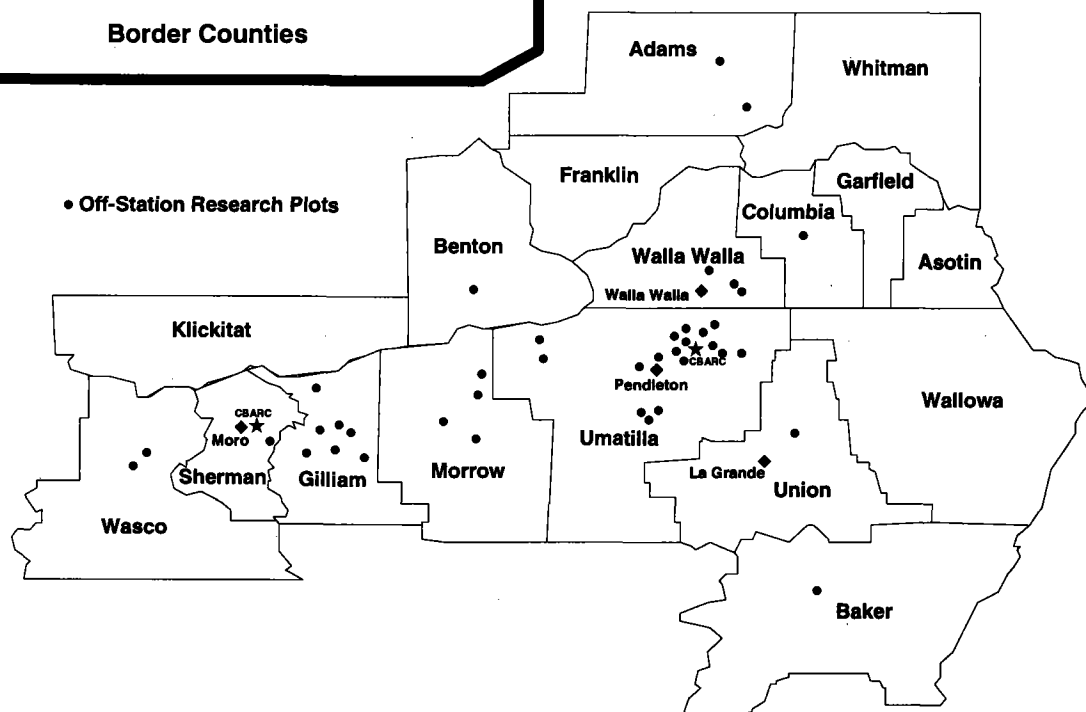 Border Counties
Adams
Whitman
Franklin
Garfield
• Off-Station Research Plots
Columbia
Benton
Walla Walla
Asotin
Walla Walla
Klickitat
CBARC
Pendleton
Wallowa
CBARC
Moro
Umatilla
Sherman
Gilliam
Morrow
La Grande
Union
Wasco
Baker